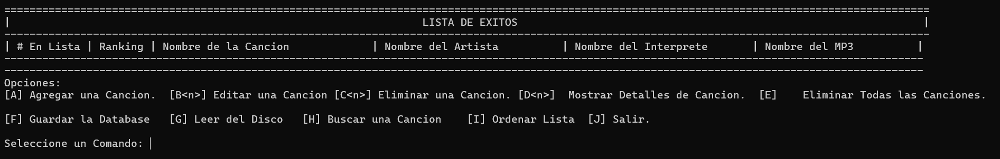 | LISTA DE EXITOS |
| # En Lista | Ranking | Nombre de la Cancion | Nombre del Artista | Nombre del Interprete | Nombre del MP3 |
Opciones:
[A] Agregar una Cancion. [B<n>] Editar una Cancion [C<n>] Eliminar una Cancion. [D<n>] Mostrar Detalles de Cancion. [E] Eliminar Todas las Canciones.
[F] Guardar la Database [G] Leer del Disco [H] Buscar una Cancion [I] Ordenar Lista [J] Salir.
Seleccione un Comando: